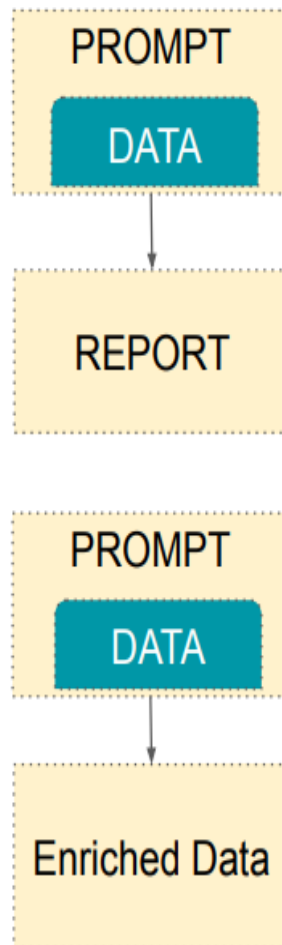 PROMPT
DATA
REPORT
PROMPT
DATA
Enriched Data